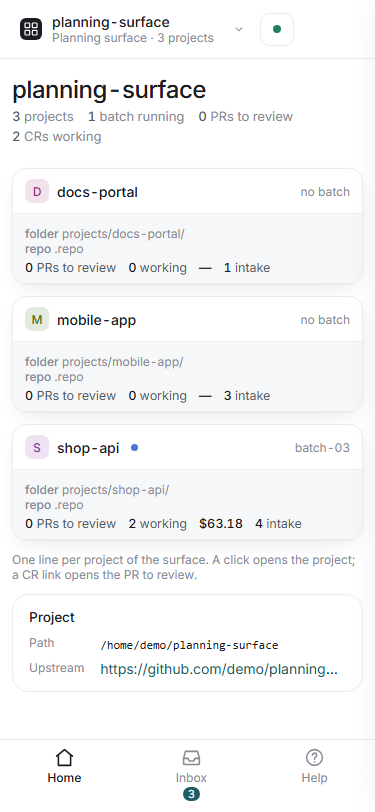 planning-surface
Planning surface · 3 projects
planning-surface
3 projects 1 batch running 0 PRs to review
2 CRs working
D docs-portal no batch
folder projects/docs-portal/
repo .repo
0 PRs to review 0 working — 1 intake
M mobile-app no batch
folder projects/mobile-app/
repo .repo
0 PRs to review 0 working — 3 intake
S shop-api batch-03
folder projects/shop-api/
repo .repo
0 PRs to review 2 working $63.18 4 intake
One line per project of the surface. A click opens the project;
a CR link opens the PR to review.
Project
Path /home/demo/planning-surface
Upstream https://github.com/demo/planning...
Home Inbox Help
3